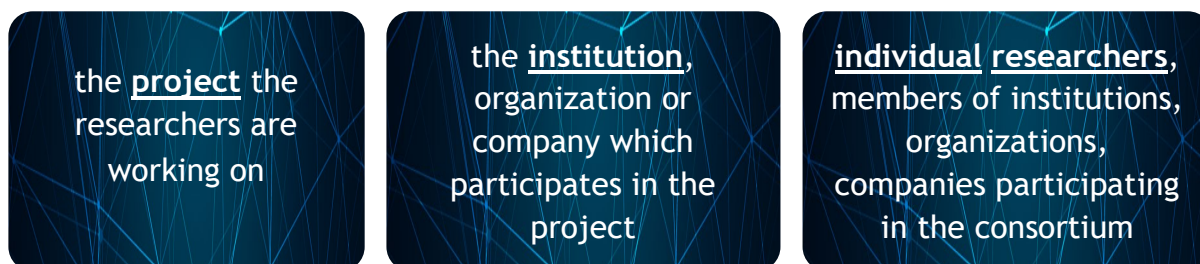 the project the
researchers are
working on
the institution,
organization or
company which
participates in the
project
individual researchers,
members of institutions,
organizations,
companies participating
in the consortium